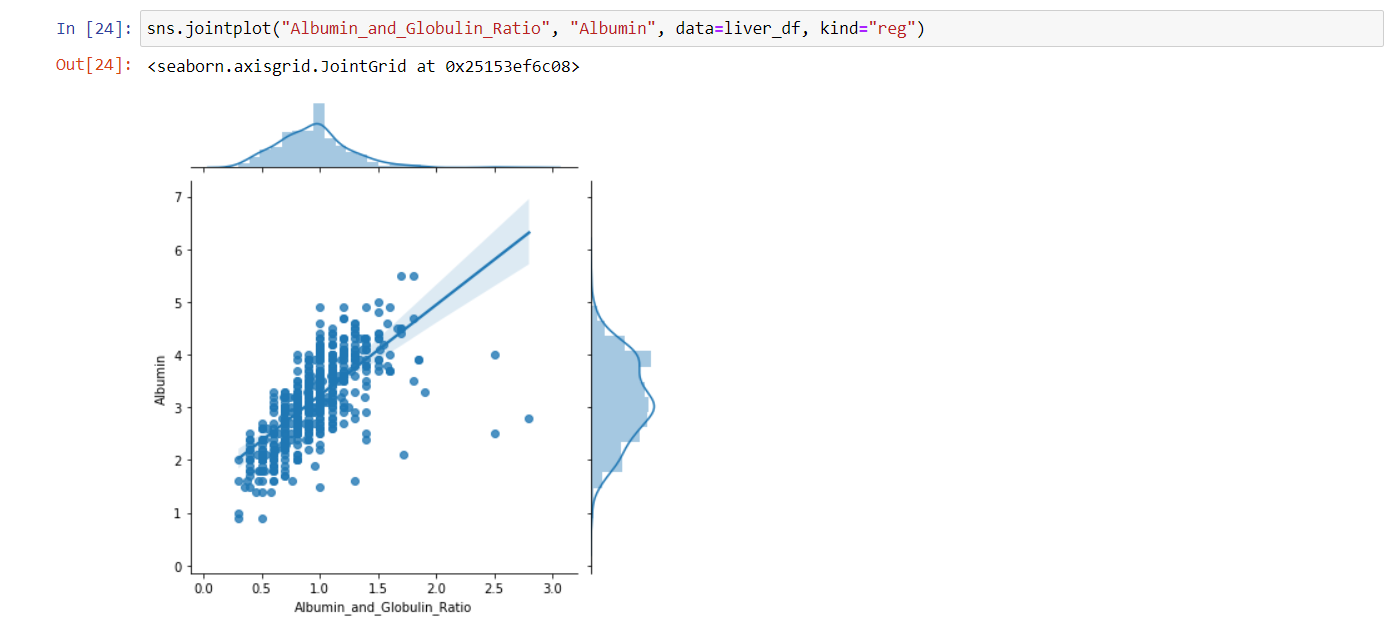 In [24]: sns.jointplot("Albumin_and_Globulin_Ratio", "Albumin", data=liver_df, kind="reg")
Out[24]: <seaborn.axisgrid.JointGrid at 0x25153ef6c08>
7
6
5
4
3
2
1
0
Albumin
0.0 0.5 1.0 1.5 2.0 2.5 3.0
Albumin_and_Globulin_Ratio